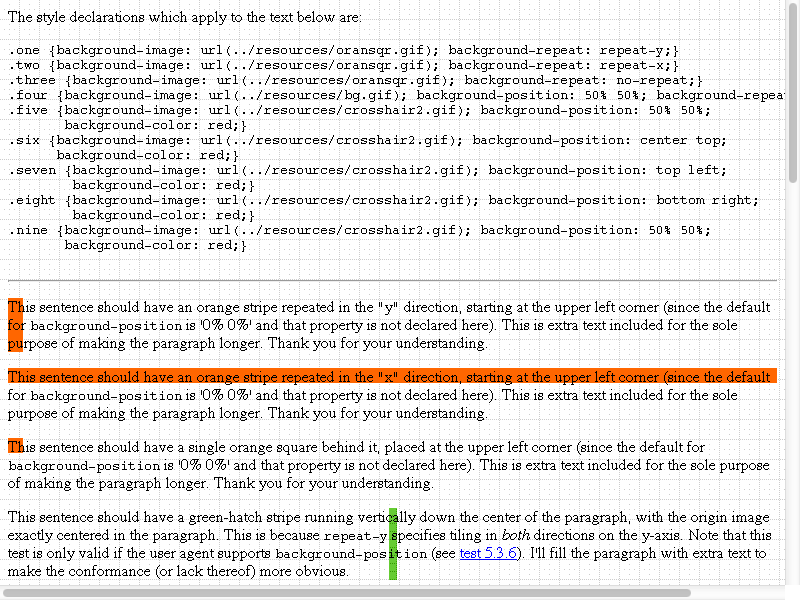 The style declarations which apply to the text below are:
.one {background-image: url(../resources/oransqr.gif); background-repeat: repeat-y;}
.two {background-image: url(../resources/oransqr.gif); background-repeat: repeat-x;}
.three {background-image: url(../resources/oransqr.gif); background-repeat: no-repeat;}
.four {background-image: url(../resources/bg.gif); background-position: 50% 50%; background-repea
.five {background-image: url(../resources/crosshair2.gif); background-position: 50% 50%;
background-color: red;}
.six {background-image: url(../resources/crosshair2.gif); background-position: center top;
background-color: red;}
.seven {background-image: url(../resources/crosshair2.gif); background-position: top left;
background-color: red;}
.eight {background-image: url(../resources/crosshair2.gif); background-position: bottom right;
background-color: red;}
.nine {background-image: url(../resources/crosshair2.gif); background-position: 50% 50%;
background-color: red;}
This sentence should have an orange stripe repeated in the "y" direction, starting at the upper left corner (since the default
for background-position is '0% 0%' and that property is not declared here). This is extra text included for the sole
purpose of making the paragraph longer. Thank you for your understanding.
This sentence should have an orange stripe repeated in the "x" direction, starting at the upper left corner (since the default
for background-position is '0% 0%' and that property is not declared here). This is extra text included for the sole
purpose of making the paragraph longer. Thank you for your understanding.
This sentence should have a single orange square behind it, placed at the upper left corner (since the default for
background-position is '0% 0%' and that property is not declared here). This is extra text included for the sole purpose
of making the paragraph longer. Thank you for your understanding.
This sentence should have a green-hatch stripe running vertically down the center of the paragraph, with the origin image
exactly centered in the paragraph. This is because repeat-y specifies tiling in both directions on the y-axis. Note that this
test is only valid if the user agent supports background-position (see test 5.3.6). I'll fill the paragraph with extra text to
make the conformance (or lack thereof) more obvious.